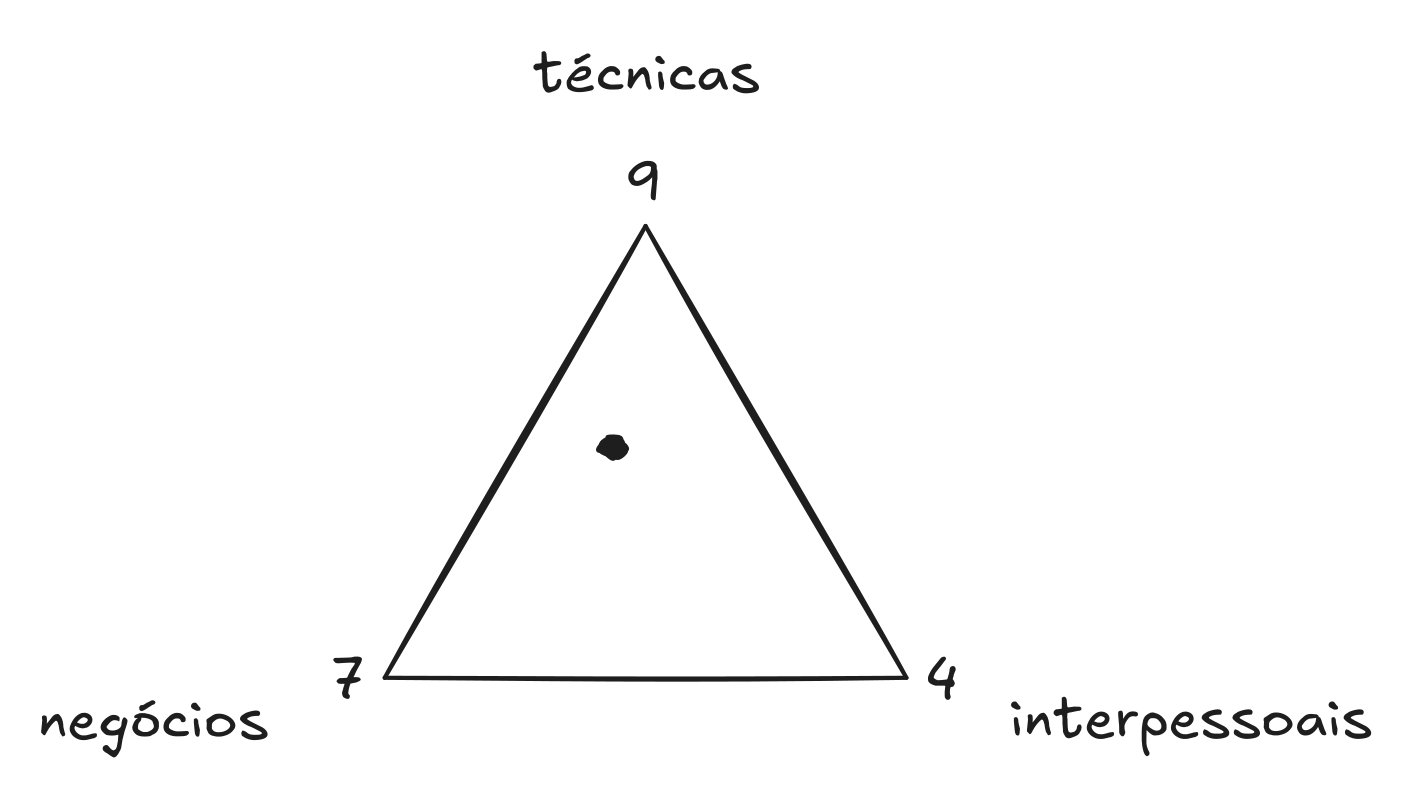 técnicas
9
7
4
negócios
interpessoais